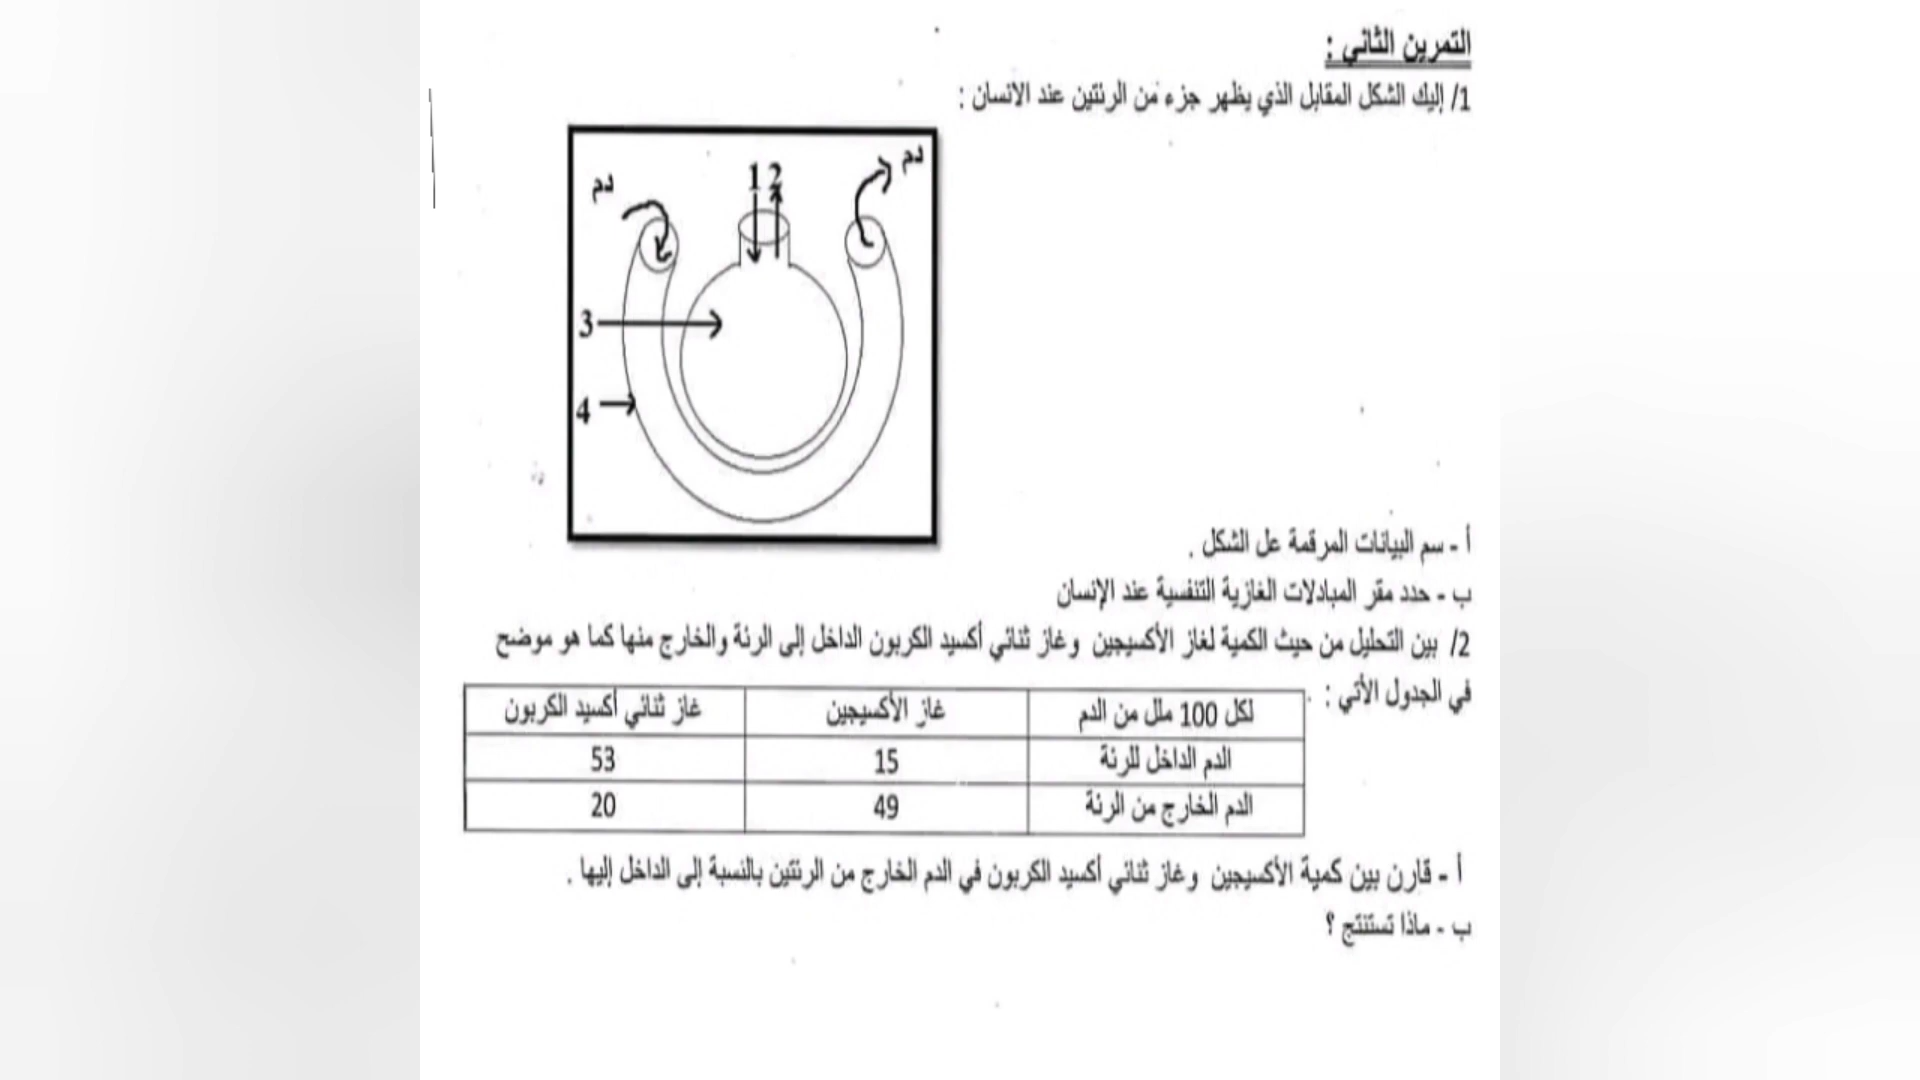 التمرين الثاني :
1/ إليك الشكل المقابل الذي يظهر جزء من الرئتين عند الانسان :
دم
1 2
دم
3
4
أ - سم البيانات المرقمة عل الشكل .
ب - حدد مقر المبادلات الغازية التنفسية عند الإنسان
2/ بين التحليل من حيث الكمية لغاز الأكسيجين وغاز ثنائي أكسيد الكربون الداخل إلى الرئة والخارج منها كما هو موضح
في الجدول الأتي :
لكل 100 ملل من الدم غاز الأكسيجين غاز ثنائي أكسيد الكربون
الدم الداخل للرئة 15 53
الدم الخارج من الرئة 49 20
أ - قارن بين كمية الأكسيجين وغاز ثنائي أكسيد الكربون في الدم الخارج من الرئتين بالنسبة إلى الداخل إليها .
ب - ماذا تستنتج ؟